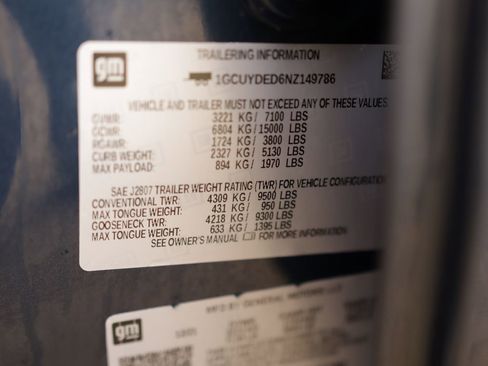 gm
TRAILERING INFORMATION
1GCUYDED6NZ149786
VEHICLE AND TRAILER MUST NOT EXCEED ANY OF THESE VALUES
GVWR: 3221 KG/ 7100 LBS
GCWR: 6804 KG/ 15000 LBS
RGAWR: 1724 KG/ 3800 LBS
CURB WEIGHT: 2327 KG/ 5130 LBS
MAX PAYLOAD: 894 KG/ 1970 LBS
SAE J2807 TRAILER WEIGHT RATING (TWR) FOR VEHICLE CONFIGURATION
CONVENTIONAL TWR: 4309 KG/ 9500 LBS
MAX TONGUE WEIGHT: 431 KG/ 950 LBS
GOOSENECK TWR: 4218 KG/ 9300 LBS
MAX TONGUE WEIGHT: 633 KG/ 1395 LBS
SEE OWNER'S MANUAL FOR MORE INFORMATION
MFD BY GENERAL MOTORS LLC
gm